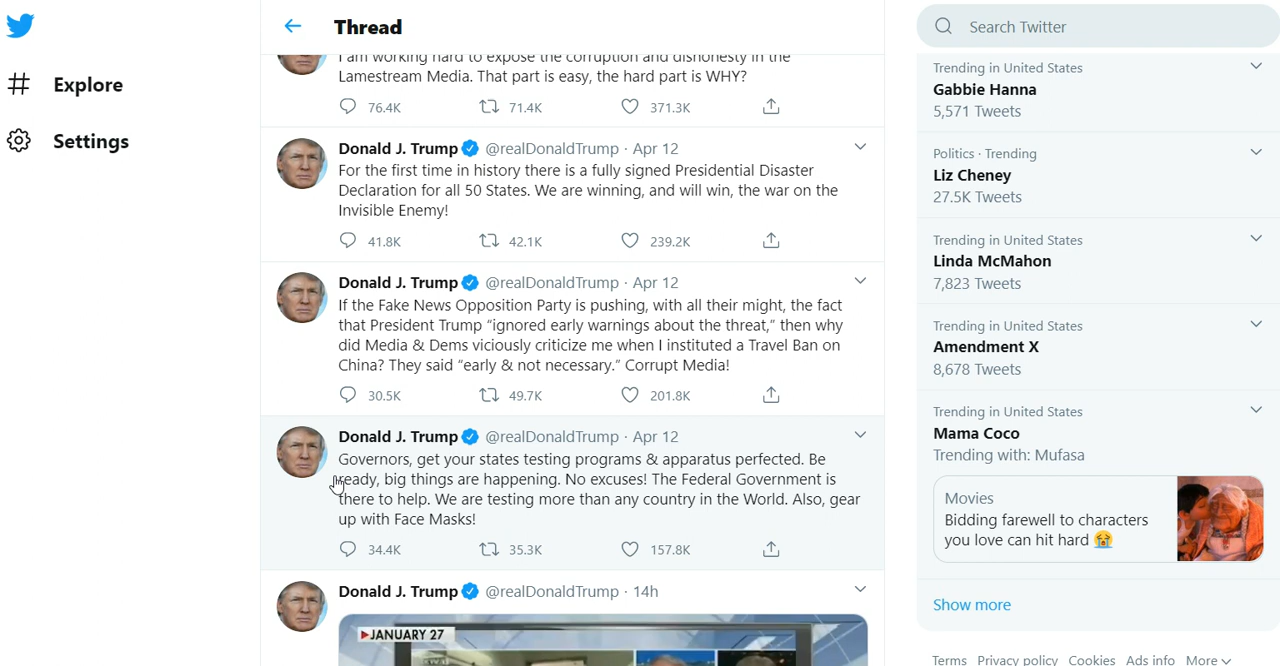 Explore
Settings
Thread
I am working hard to expose the corruption and dishonesty in the
Lamestream Media. That part is easy, the hard part is WHY?
76.4K 71.4K 371.3K
Donald J. Trump @realDonaldTrump · Apr 12
For the first time in history there is a fully signed Presidential Disaster
Declaration for all 50 States. We are winning, and will win, the war on the
Invisible Enemy!
41.8K 42.1K 239.2K
Donald J. Trump @realDonaldTrump · Apr 12
If the Fake News Opposition Party is pushing, with all their might, the fact
that President Trump “ignored early warnings about the threat,” then why
did Media & Dems viciously criticize me when I instituted a Travel Ban on
China? They said “early & not necessary.” Corrupt Media!
30.5K 49.7K 201.8K
Donald J. Trump @realDonaldTrump · Apr 12
Governors, get your states testing programs & apparatus perfected. Be
ready, big things are happening. No excuses! The Federal Government is
there to help. We are testing more than any country in the World. Also, gear
up with Face Masks!
34.4K 35.3K 157.8K
Donald J. Trump @realDonaldTrump · 14h
JANUARY 27
Search Twitter
Trending in United States
Gabbie Hanna
5,571 Tweets
Politics · Trending
Liz Cheney
27.5K Tweets
Trending in United States
Linda McMahon
7,823 Tweets
Trending in United States
Amendment X
8,678 Tweets
Trending in United States
Mama Coco
Trending with: Mufasa
Movies
Bidding farewell to characters
you love can hit hard 😭
Show more
Terms Privacy policy Cookies Ads info More